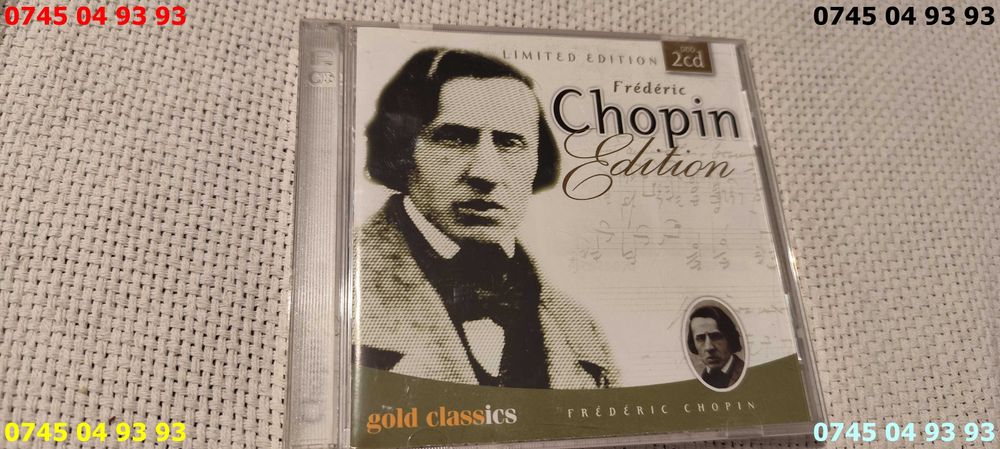 0745 04 93 93
0745 04 93 93
LIMITED EDITION
DDD
2cd
Frédéric
Chopin
Edition
gold classics
FRÉDÉRIC CHOPIN
0745 04 93 93
0745 04 93 93